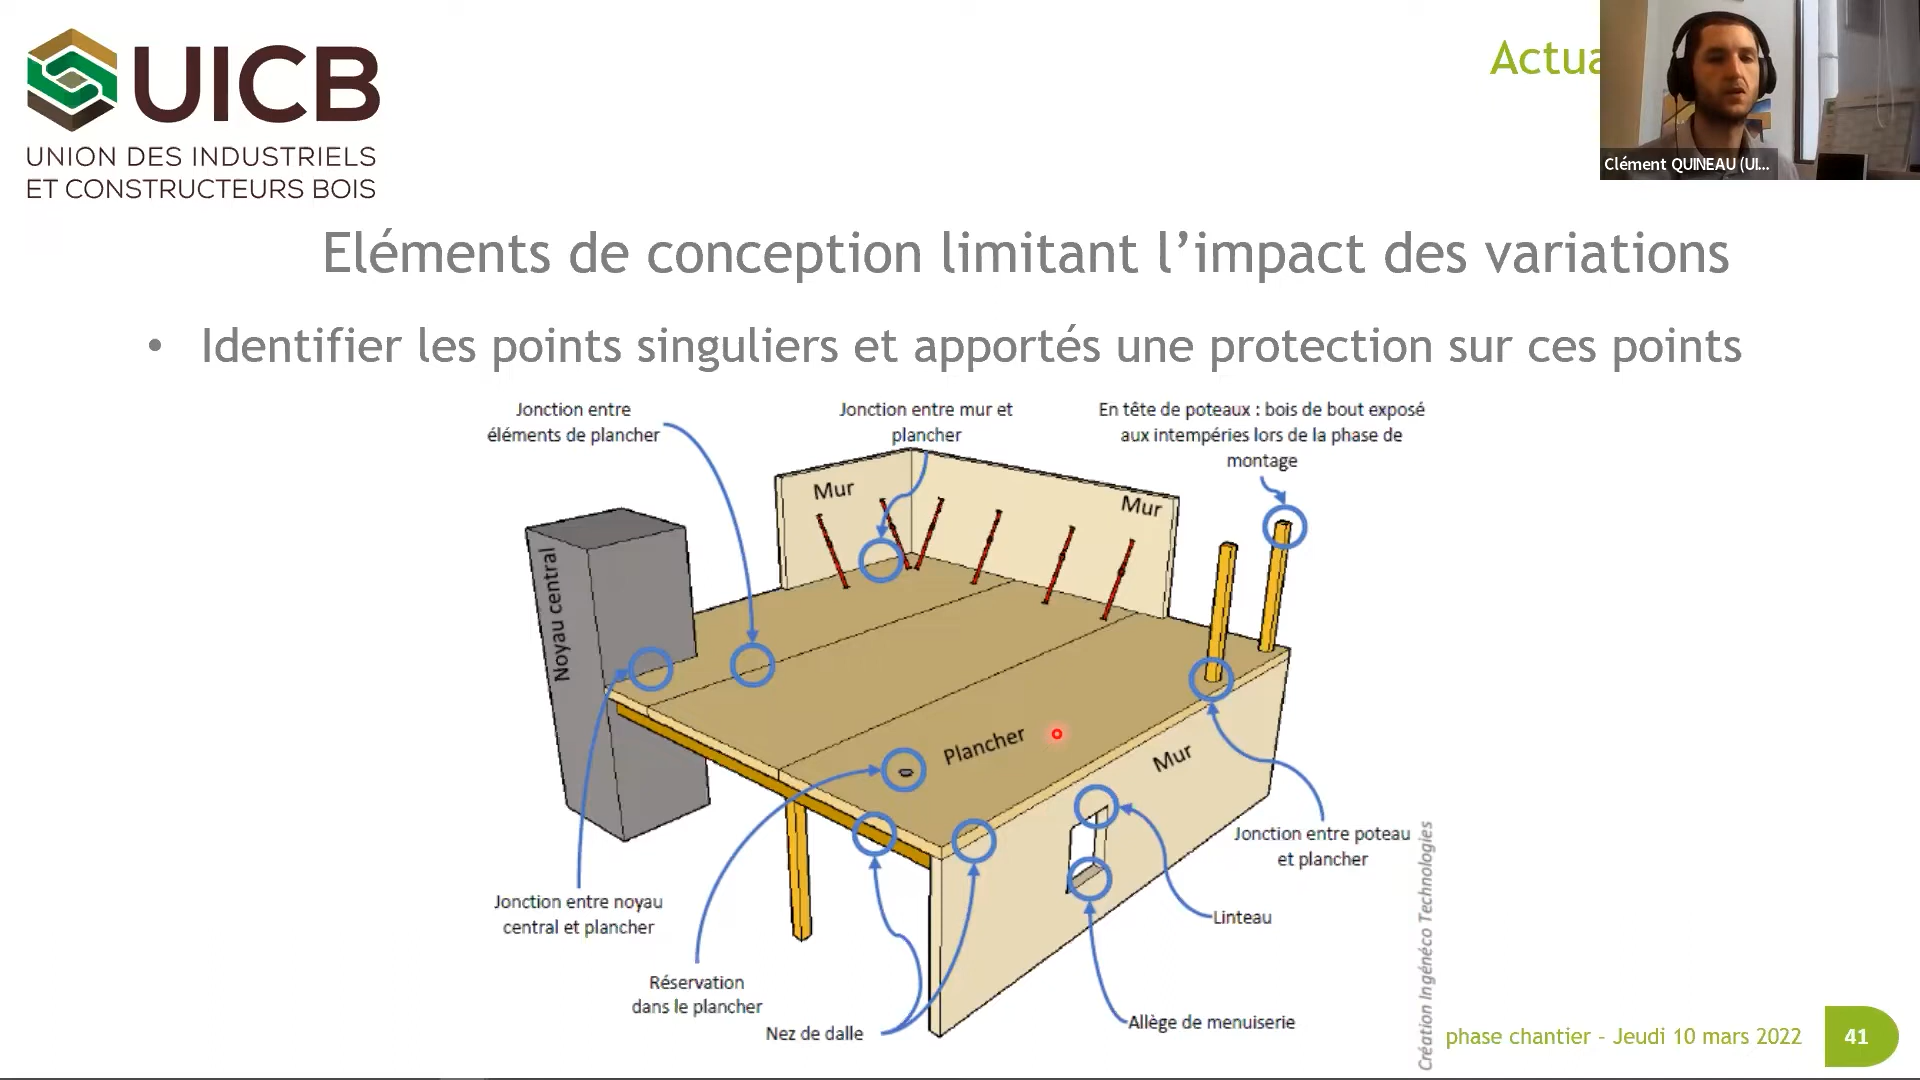 UICB
UNION DES INDUSTRIELS
ET CONSTRUCTEURS BOIS
Actua
Clément QUINEAU (UI...
Eléments de conception limitant l’impact des variations
• Identifier les points singuliers et apportés une protection sur ces points
Jonction entre
éléments de plancher
Jonction entre mur et
plancher
En tête de poteaux : bois de bout exposé
aux intempéries lors de la phase de
montage
Mur
Mur
Noyau central
Plancher
Mur
Jonction entre poteau
et plancher
Jonction entre noyau
central et plancher
Linteau
Réservation
dans le plancher
Nez de dalle
Allège de menuiserie
Création Ingénéco Technologies
phase chantier – Jeudi 10 mars 2022
41